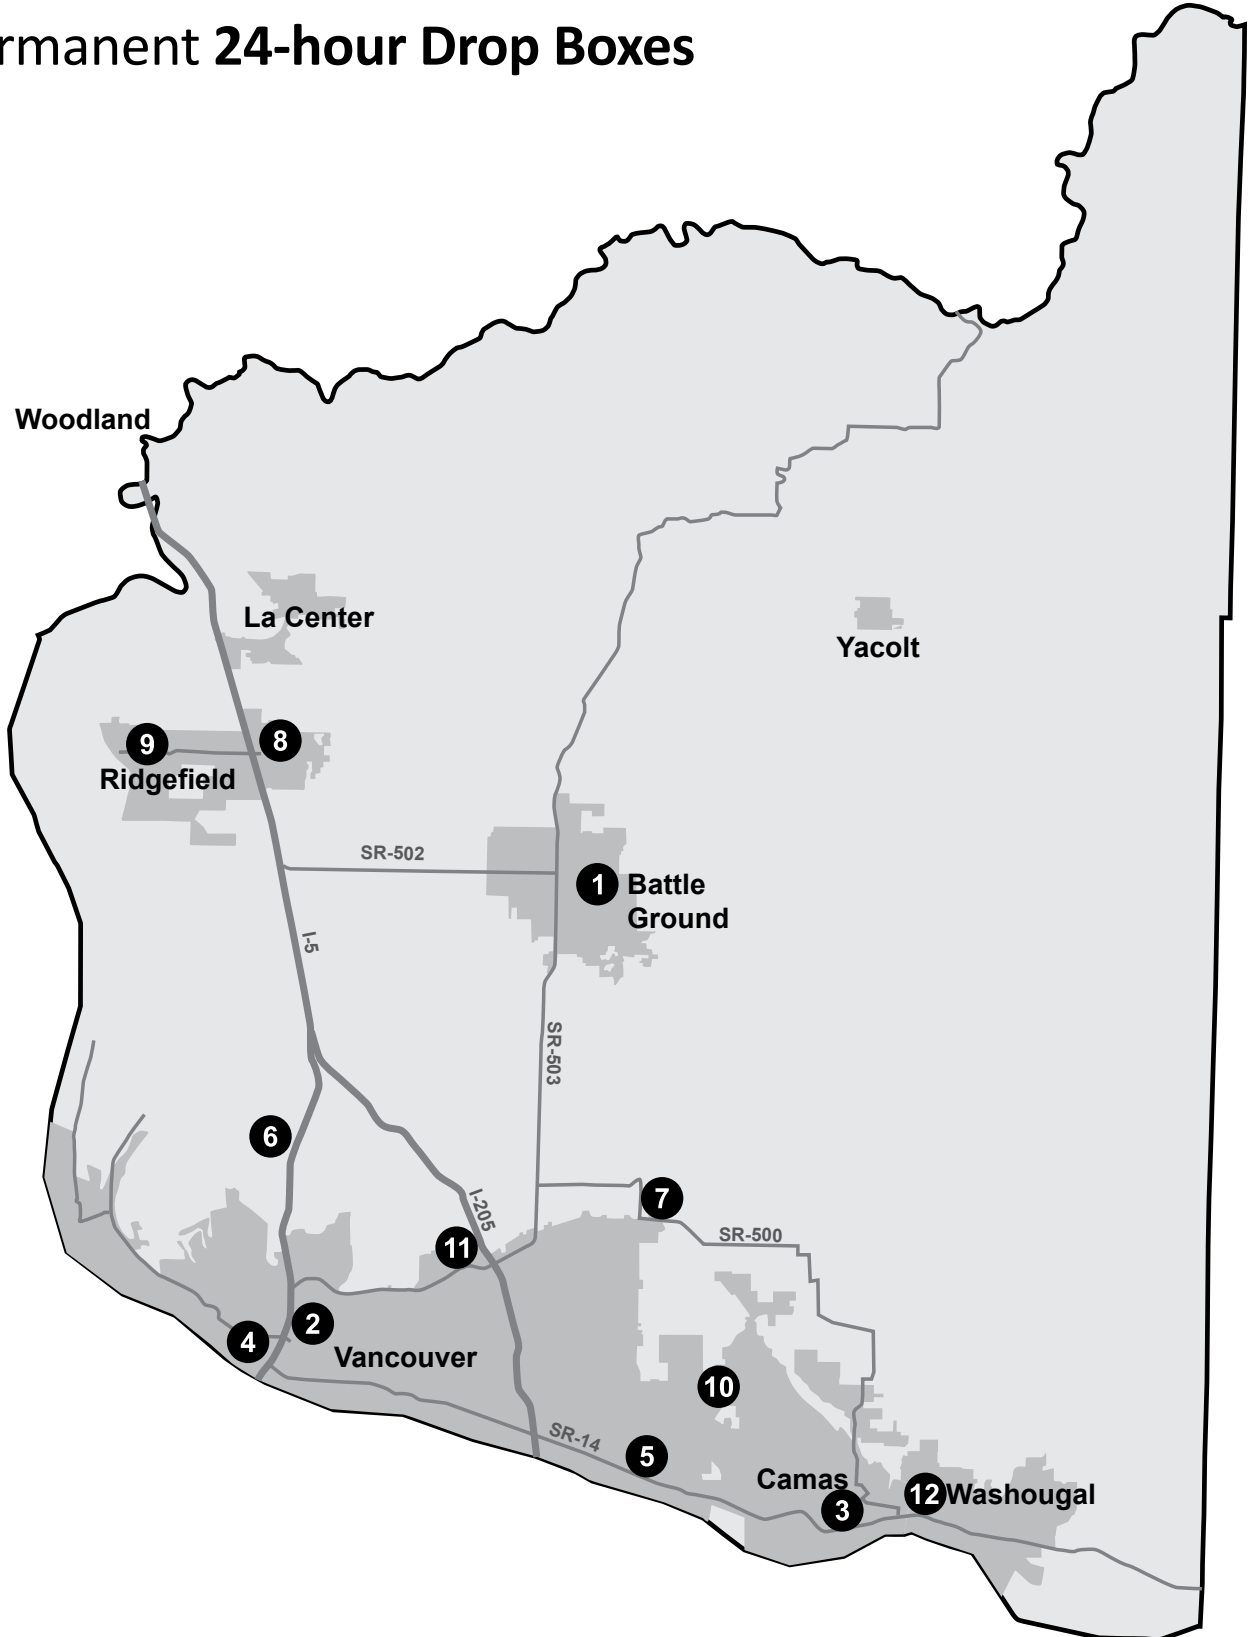 rmanent 24-hour Drop Boxes
Woodland
La Center
Yacolt
9
8
Ridgefield
SR-502
1
Battle
Ground
I-5
SR-503
6
7
I-205
SR-500
11
2
4
Vancouver
10
SR-14
5
Camas
12
Washougal
3